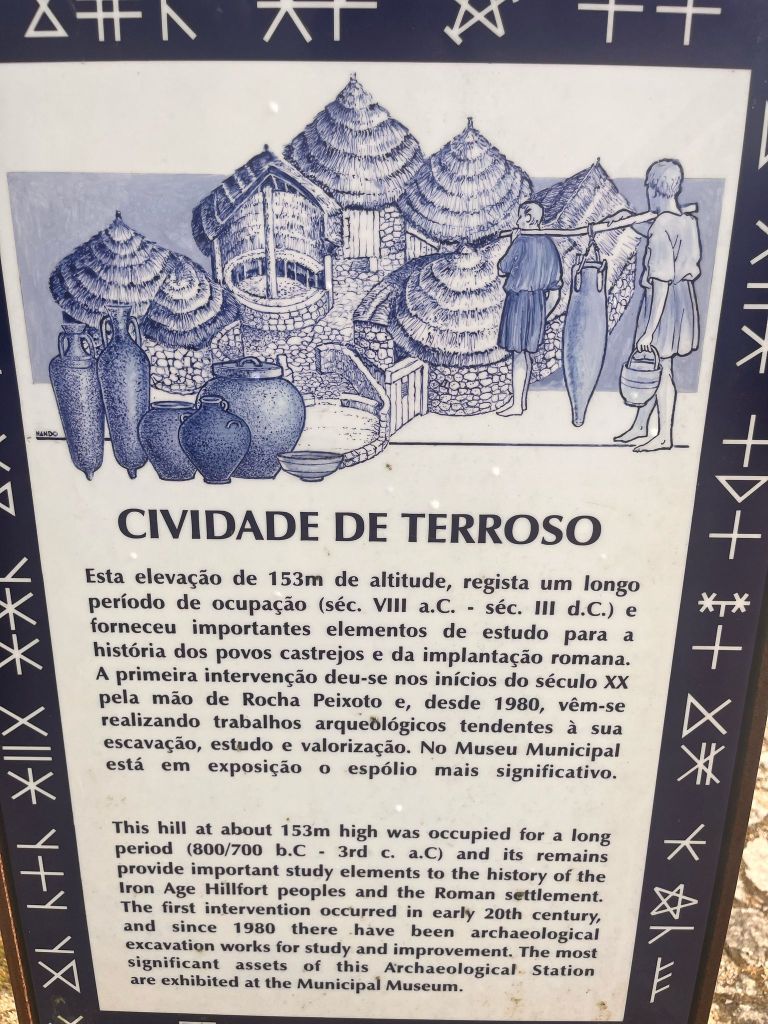 NANDO
CIVIDADE DE TERROSO
Esta elevação de 153m de altitude, regista um longo
período de ocupação (séc. VIII a.C. - séc. III d.C.) e
forneceu importantes elementos de estudo para a
história dos povos castrejos e da implantação romana.
A primeira intervenção deu-se nos inícios do século XX
pela mão de Rocha Peixoto e, desde 1980, vêm-se
realizando trabalhos arqueológicos tendentes à sua
escavação, estudo e valorização. No Museu Municipal
está em exposição o espólio mais significativo.
This hill at about 153m high was occupied for a long
period (800/700 b.C - 3rd c. a.C) and its remains
provide important study elements to the history of the
Iron Age Hillfort peoples and the Roman settlement.
The first intervention occurred in early 20th century,
and since 1980 there have been archaeological
excavation works for study and improvement. The most
significant assets of this Archaeological Station
are exhibited at the Municipal Museum.